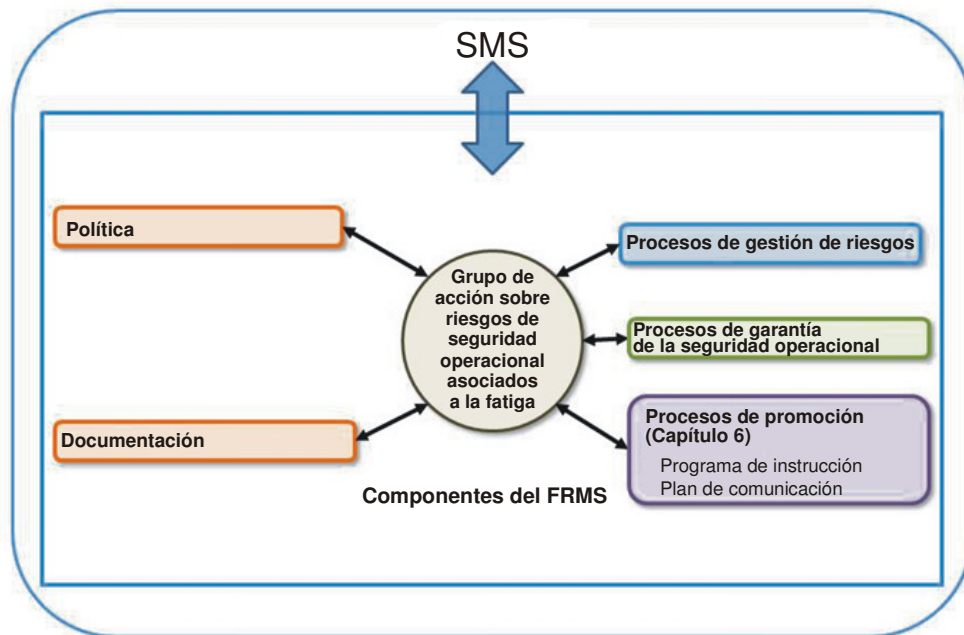 SMS
Política
Documentación
Grupo de
acción sobre
riesgos de
seguridad
operacional
asociados
a la fatiga
Procesos de gestión de riesgos
Procesos de garantía
de la seguridad operacional
Procesos de promoción
(Capítulo 6)
Programa de instrucción
Plan de comunicación
Componentes del FRMS